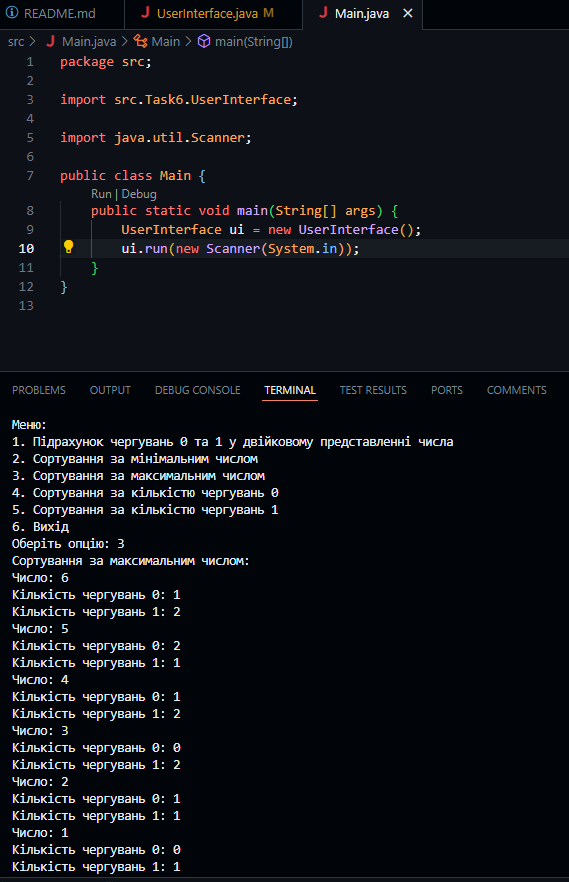 README.md
UserInterface.java M
Main.java
src > Main.java > Main > main(String[])
1 package src;
2
3 import src.Task6.UserInterface;
4
5 import java.util.Scanner;
6
7 public class Main {
Run | Debug
8 public static void main(String[] args) {
9 UserInterface ui = new UserInterface();
10 ui.run(new Scanner(System.in));
11 }
12 }
13
PROBLEMS OUTPUT DEBUG CONSOLE TERMINAL TEST RESULTS PORTS COMMENTS
Меню:
1. Підрахунок чергувань 0 та 1 у двійковому представленні числа
2. Сортування за мінімальним числом
3. Сортування за максимальним числом
4. Сортування за кількістю чергувань 0
5. Сортування за кількістю чергувань 1
6. Вихід
Оберіть опцію: 3
Сортування за максимальним числом:
Число: 6
Кількість чергувань 0: 1
Кількість чергувань 1: 2
Число: 5
Кількість чергувань 0: 2
Кількість чергувань 1: 1
Число: 4
Кількість чергувань 0: 1
Кількість чергувань 1: 2
Число: 3
Кількість чергувань 0: 0
Кількість чергувань 1: 2
Число: 2
Кількість чергувань 0: 1
Кількість чергувань 1: 1
Число: 1
Кількість чергувань 0: 0
Кількість чергувань 1: 1